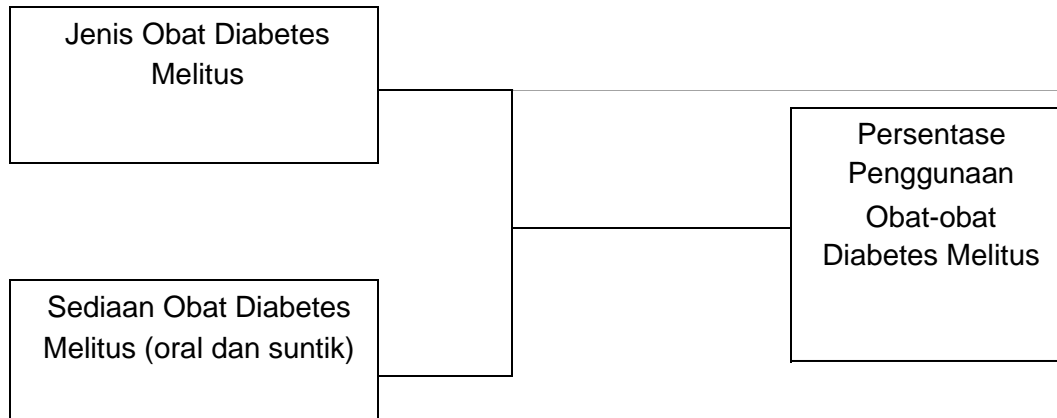 Jenis Obat Diabetes
Melitus
Sediaan Obat Diabetes
Melitus (oral dan suntik)
Persentase
Penggunaan
Obat-obat
Diabetes Melitus